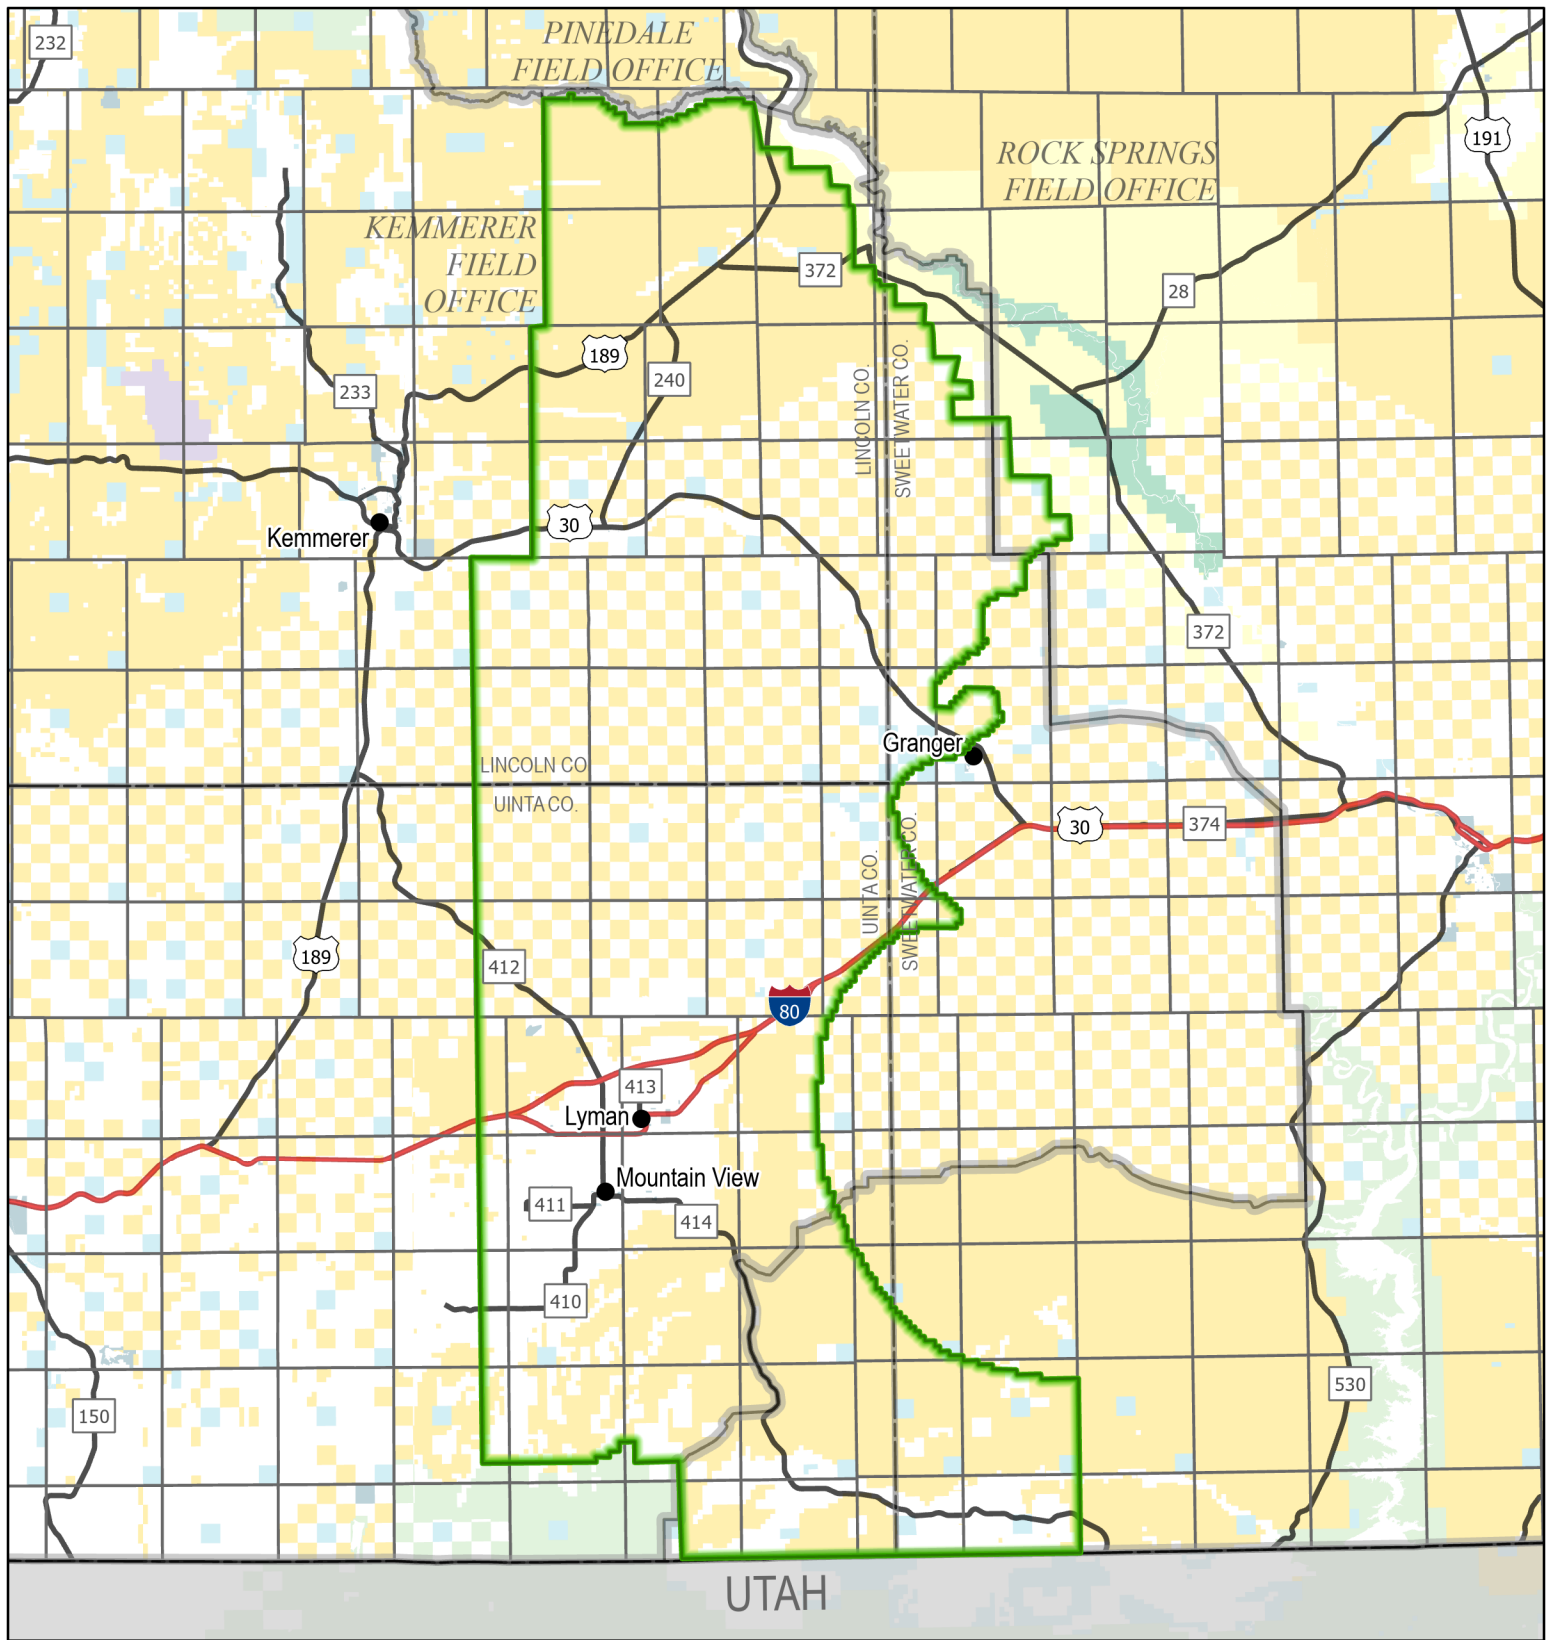 232
PINEDALE
FIELD OFFICE
191
ROCK SPRINGS
FIELD OFFICE
KEMMERER
FIELD
OFFICE
372
28
189
240
233
LINCOLN CO.
SWEETWATER CO.
30
Kemmerer
372
Granger
LINCOLN CO
UINTA CO.
30
374
UINTA CO.
SWEETWATER CO.
189
412
80
413
Lyman
Mountain View
411
414
410
150
530
UTAH